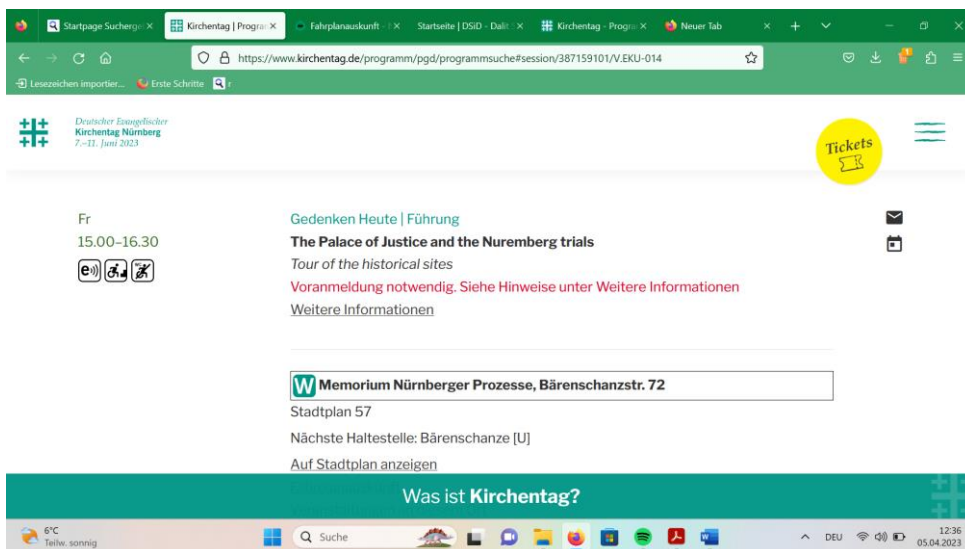 Startpage Sucherge
Kirchentag | Progra
Fahrplanauskunft -
Startseite | DSiD - Dalit
Kirchentag - Progra
Neuer Tab
https://www.kirchentag.de/programm/pgd/programmsuche#session/387159101/V.EKU-014
Lesezeichen importier...
Erste Schritte
r
Deutscher Evangelischer
Kirchentag Nürnberg
7.–11. Juni 2023
Tickets
Fr
15.00–16.30
e
Gedenken Heute | Führung
The Palace of Justice and the Nuremberg trials
Tour of the historical sites
Voranmeldung notwendig. Siehe Hinweise unter Weitere Informationen
Weitere Informationen
W Memorium Nürnberger Prozesse, Bärenschanzstr. 72
Stadtplan 57
Nächste Haltestelle: Bärenschanze [U]
Auf Stadtplan anzeigen
Was ist Kirchentag?
6°C
Teilw. sonnig
Suche
DEU
12:36
05.04.2023